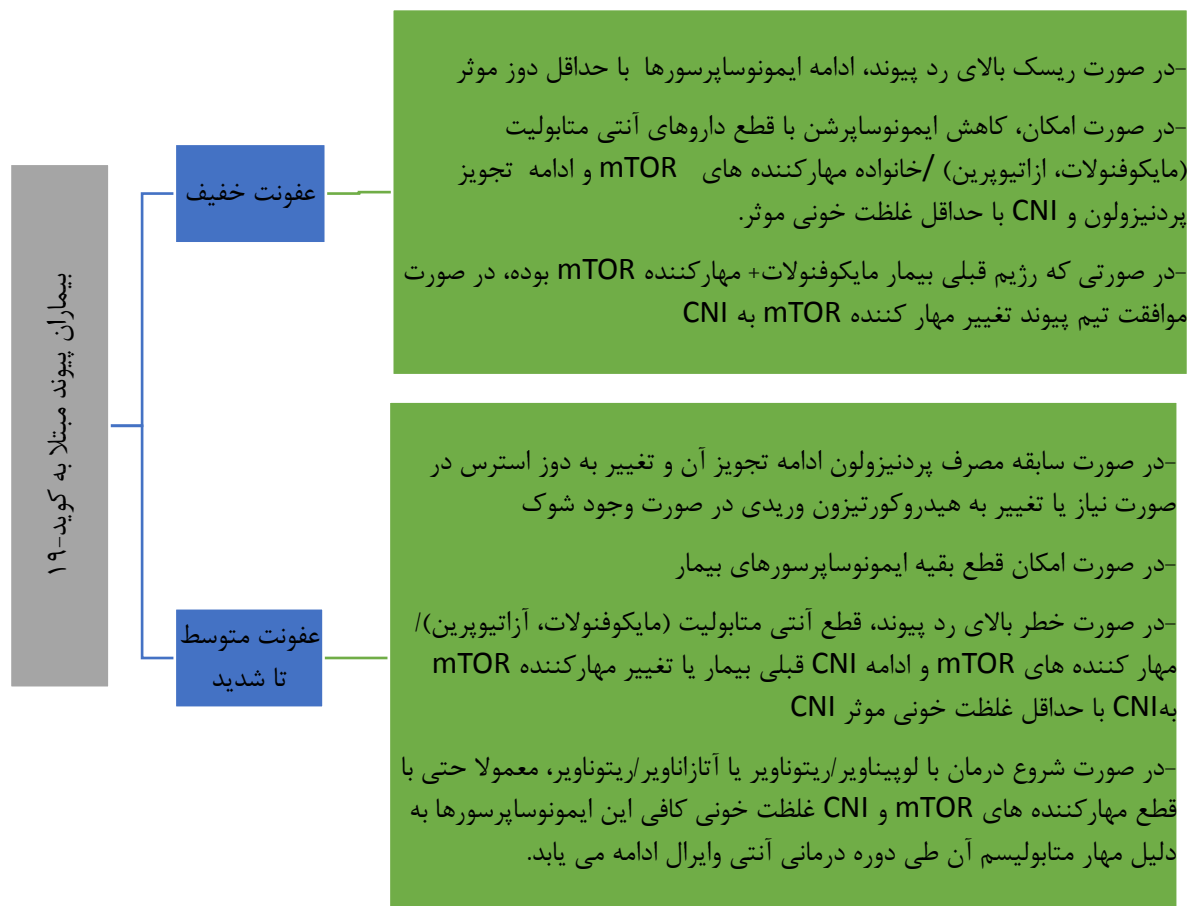 بیماران پیوند مبتلا به کوید-۱۹
عفونت خفیف
-در صورت ریسک بالای رد پیوند، ادامه ایمونوساپرسورها با حداقل دوز موثر
-در صورت امکان، کاهش ایمونوساپرشن با قطع داروهای آنتی متابولیت
(مایکوفنولات، ازاتیوپرین) /خانواده مهارکننده های mTOR و ادامه تجویز
پردنیزولون و CNI با حداقل غلظت خونی موثر.
-در صورتی که رژیم قبلی بیمار مایکوفنولات+ مهارکننده mTOR بوده، در صورت
موافقت تیم پیوند تغییر مهار کننده mTOR به CNI
عفونت متوسط
تا شدید
-در صورت سابقه مصرف پردنیزولون ادامه تجویز آن و تغییر به دوز استرس در
صورت نیاز یا تغییر به هیدروکورتیزون وریدی در صورت وجود شوک
-در صورت امکان قطع بقیه ایمونوساپرسورهای بیمار
-در صورت خطر بالای رد پیوند، قطع آنتی متابولیت (مایکوفنولات، آزاتیوپرین)/
مهار کننده های mTOR و ادامه CNI قبلی بیمار یا تغییر مهارکننده mTOR
بهCNI با حداقل غلظت خونی موثر CNI
-در صورت شروع درمان با لوپیناویر/ریتوناویر یا آتازاناویر/ریتوناویر، معمولا حتی با
قطع مهارکننده های mTOR و CNI غلظت خونی کافی این ایمونوساپرسورها به
دلیل مهار متابولیسم آن طی دوره درمانی آنتی وایرال ادامه می یابد.